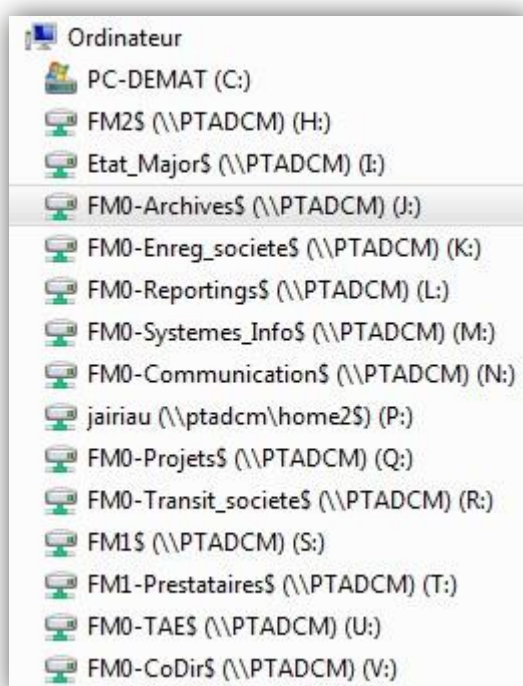 Ordinateur
PC-DEMAT (C:)
FM2$ (\\PTADCM) (H:)
Etat_Major$ (\\PTADCM) (I:)
FM0-Archives$ (\\PTADCM) (J:)
FM0-Enreg_societe$ (\\PTADCM) (K:)
FM0-Reportings$ (\\PTADCM) (L:)
FM0-Systemes_Info$ (\\PTADCM) (M:)
FM0-Communication$ (\\PTADCM) (N:)
jairiau (\\ptadcm\home2$) (P:)
FM0-Projets$ (\\PTADCM) (Q:)
FM0-Transit_societe$ (\\PTADCM) (R:)
FM1$ (\\PTADCM) (S:)
FM1-Prestataires$ (\\PTADCM) (T:)
FM0-TAE$ (\\PTADCM) (U:)
FM0-CoDir$ (\\PTADCM) (V:)